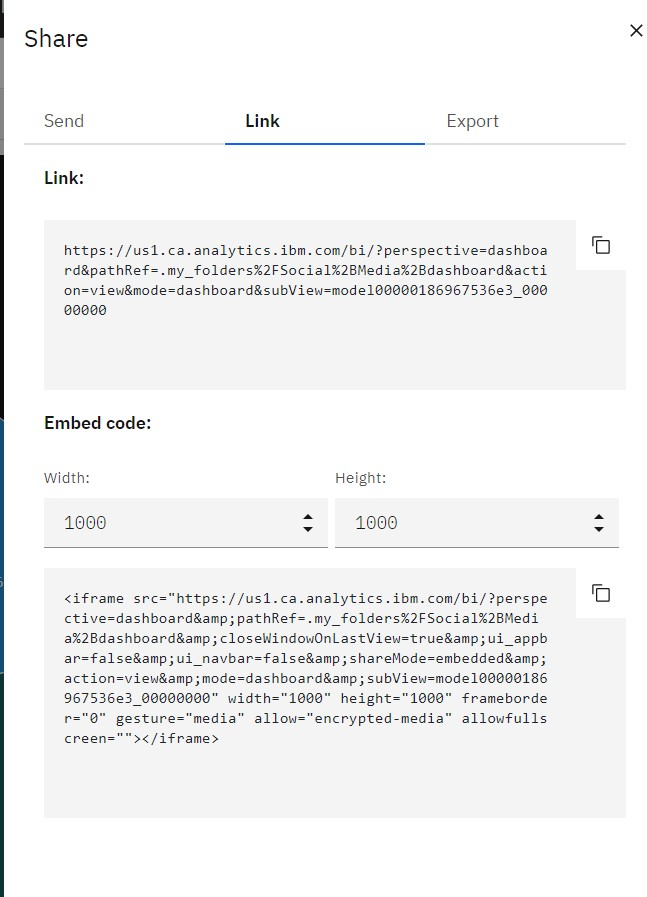 Share
Send Link Export
Link:
https://us1.ca.analytics.ibm.com/bi/?perspective=dashboa
rd&pathRef=.my_folders%2FSocial%2BMedia%2Bdashboard&acti
on=view&mode=dashboard&subView=model00000186967536e3_000
00000
Embed code:
Width: Height:
1000 1000
<iframe src="https://us1.ca.analytics.ibm.com/bi/?perspe
ctive=dashboard&amp;pathRef=.my_folders%2FSocial%2BMedi
a%2Bdashboard&amp;closeWindowOnLastView=true&amp;ui_appb
ar=false&amp;ui_navbar=false&amp;shareMode=embedded&amp;
action=view&amp;mode=dashboard&amp;subView=model00000186
967536e3_00000000" width="1000" height="1000" frameborde
r="0" gesture="media" allow="encrypted-media" allowfulls
creen=""></iframe>